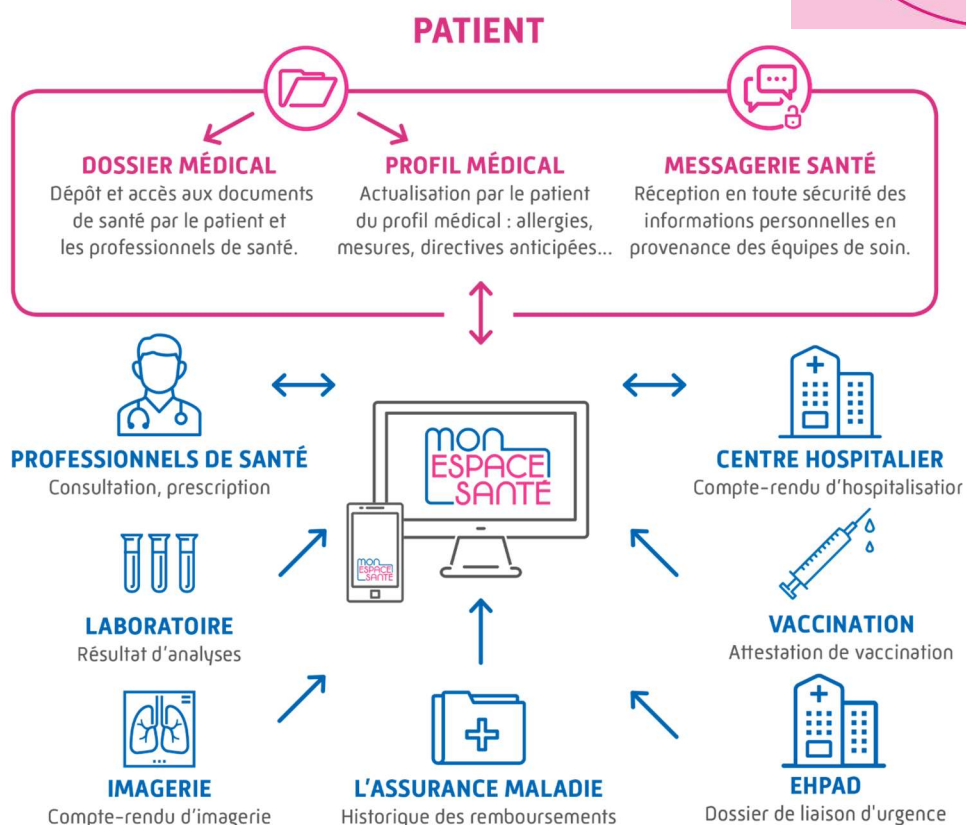 PATIENT
DOSSIER MÉDICAL
Dépôt et accès aux documents
de santé par le patient et
les professionnels de santé.
PROFIL MÉDICAL
Actualisation par le patient
du profil médical : allergies,
mesures, directives anticipées...
MESSAGERIE SANTÉ
Réception en toute sécurité des
informations personnelles en
provenance des équipes de soin.
PROFESSIONNELS DE SANTÉ
Consultation, prescription
mon
ESPACE
SANTÉ
mon
ESPACE
SANTÉ
CENTRE HOSPITALIER
Compte-rendu d'hospitalisation
LABORATOIRE
Résultat d'analyses
VACCINATION
Attestation de vaccination
IMAGERIE
Compte-rendu d'imagerie
L'ASSURANCE MALADIE
Historique des remboursements
EHPAD
Dossier de liaison d'urgence